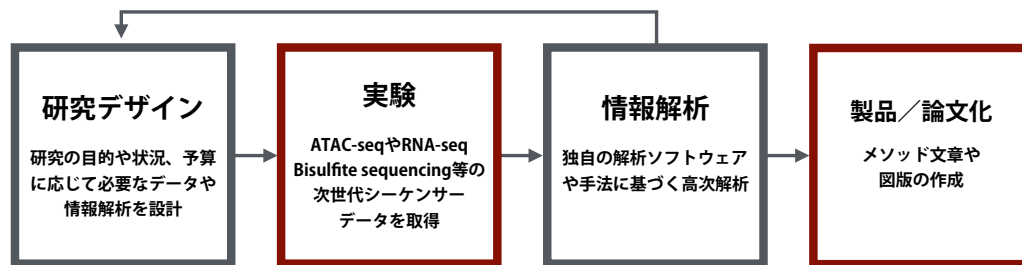 研究デザイン
研究の目的や状況、予算
に応じて必要なデータや
情報解析を設計
実験
ATAC-seqやRNA-seq
Bisulfite sequencing等の
次世代シーケンサー
データを取得
情報解析
独自の解析ソフトウェア
や手法に基づく高次解析
製品／論文化
メソッド文章や
図版の作成